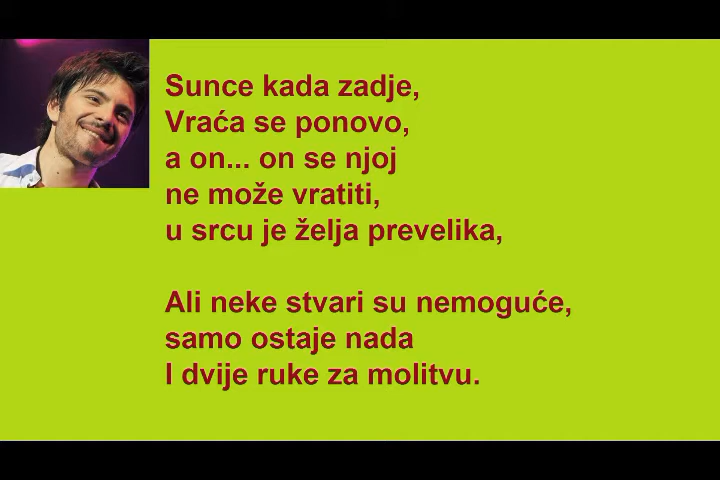 Sunce kada zadje,
Vraća se ponovo,
a on... on se njoj
ne može vratiti,
u srcu je želja prevelika,
Ali neke stvari su nemoguće,
samo ostaje nada
I dvije ruke za molitvu.